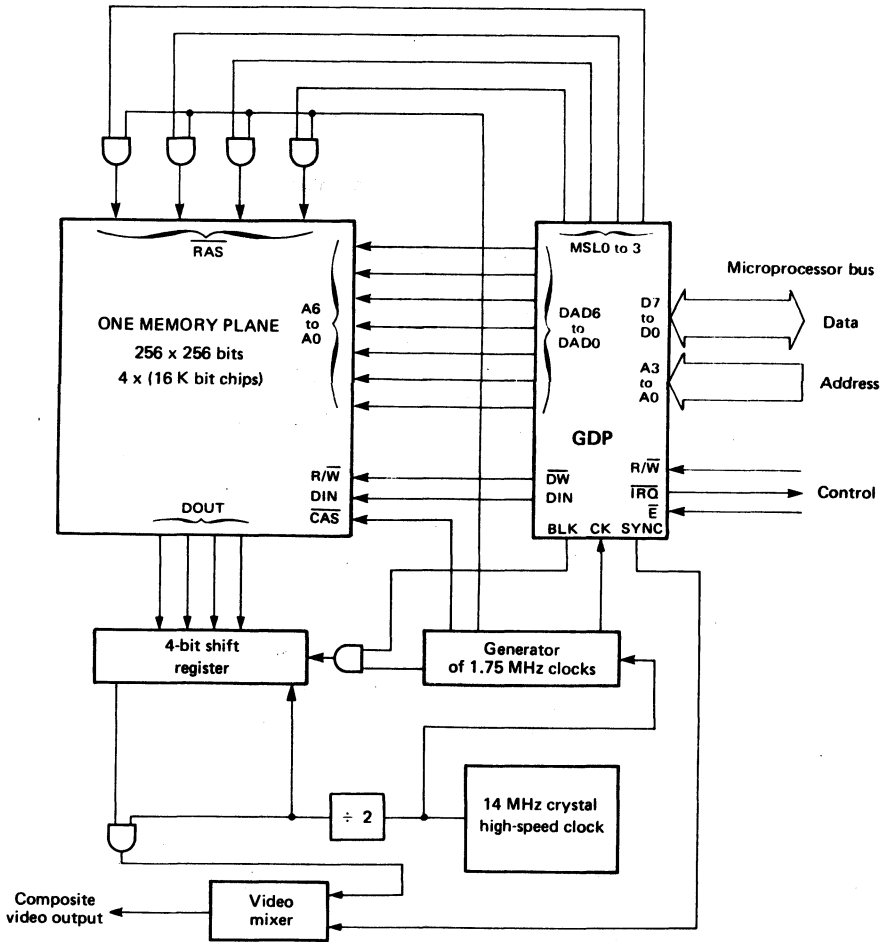 MSL0 to 3
RAS
ONE MEMORY PLANE
256 x 256 bits
4 x (16 K bit chips)
A6
to
A0
R/W
DIN
CAS
DOUT
DAD6
to
DAD0
D7
to
D0
A3
to
A0
GDP
DW
DIN
R/W
IRQ
E
BLK CK SYNC
Microprocessor bus
Data
Address
Control
4-bit shift
register
Generator
of 1.75 MHz clocks
÷ 2
14 MHz crystal
high-speed clock
Composite
video output
Video
mixer